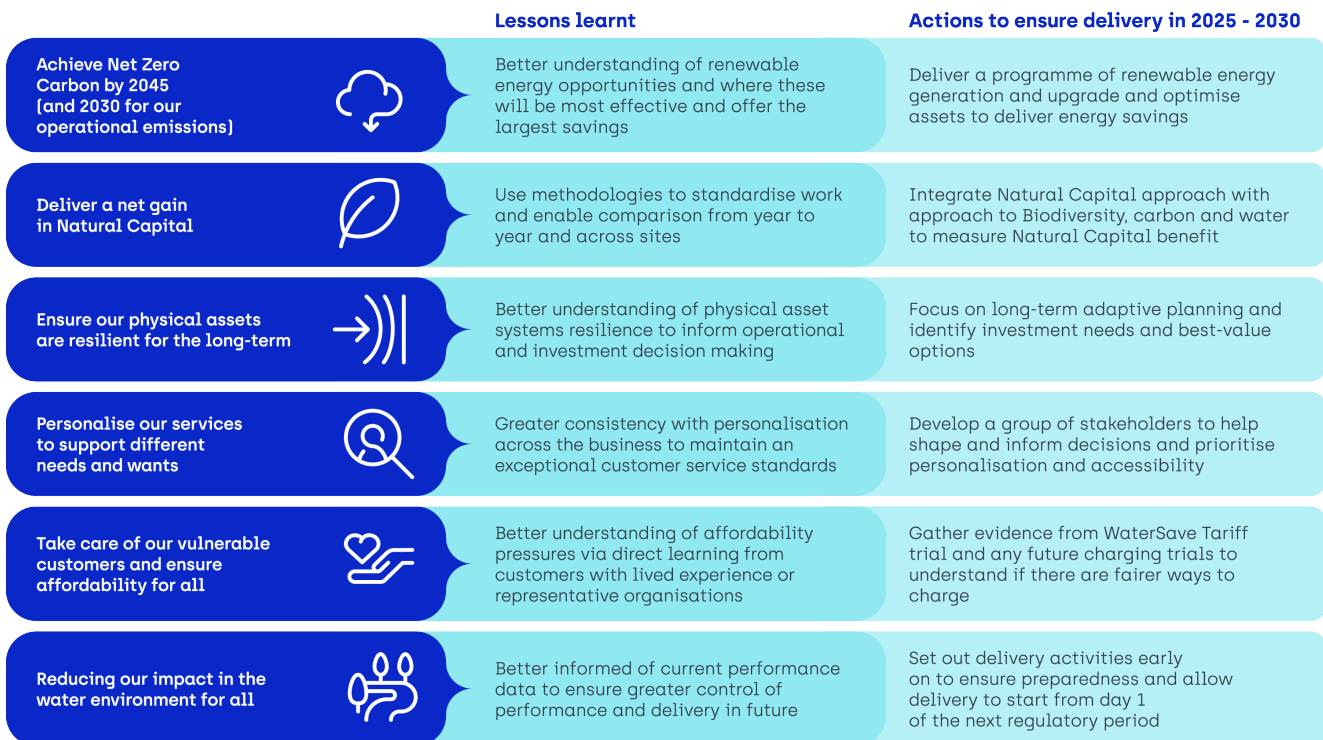 Lessons learnt
Actions to ensure delivery in 2025 - 2030
Achieve Net Zero
Carbon by 2045
(and 2030 for our
operational emissions)
Better understanding of renewable
energy opportunities and where these
will be most effective and offer the
largest savings
Deliver a programme of renewable energy
generation and upgrade and optimise
assets to deliver energy savings
Deliver a net gain
in Natural Capital
Use methodologies to standardise work
and enable comparison from year to
year and across sites
Integrate Natural Capital approach with
approach to Biodiversity, carbon and water
to measure Natural Capital benefit
Ensure our physical assets
are resilient for the long-term
Better understanding of physical asset
systems resilience to inform operational
and investment decision making
Focus on long-term adaptive planning and
identify investment needs and best-value
options
Personalise our services
to support different
needs and wants
Greater consistency with personalisation
across the business to maintain an
exceptional customer service standards
Develop a group of stakeholders to help
shape and inform decisions and prioritise
personalisation and accessibility
Take care of our vulnerable
customers and ensure
affordability for all
Better understanding of affordability
pressures via direct learning from
customers with lived experience or
representative organisations
Gather evidence from WaterSave Tariff
trial and any future charging trials to
understand if there are fairer ways to
charge
Reducing our impact in the
water environment for all
Better informed of current performance
data to ensure greater control of
performance and delivery in future
Set out delivery activities early
on to ensure preparedness and allow
delivery to start from day 1
of the next regulatory period